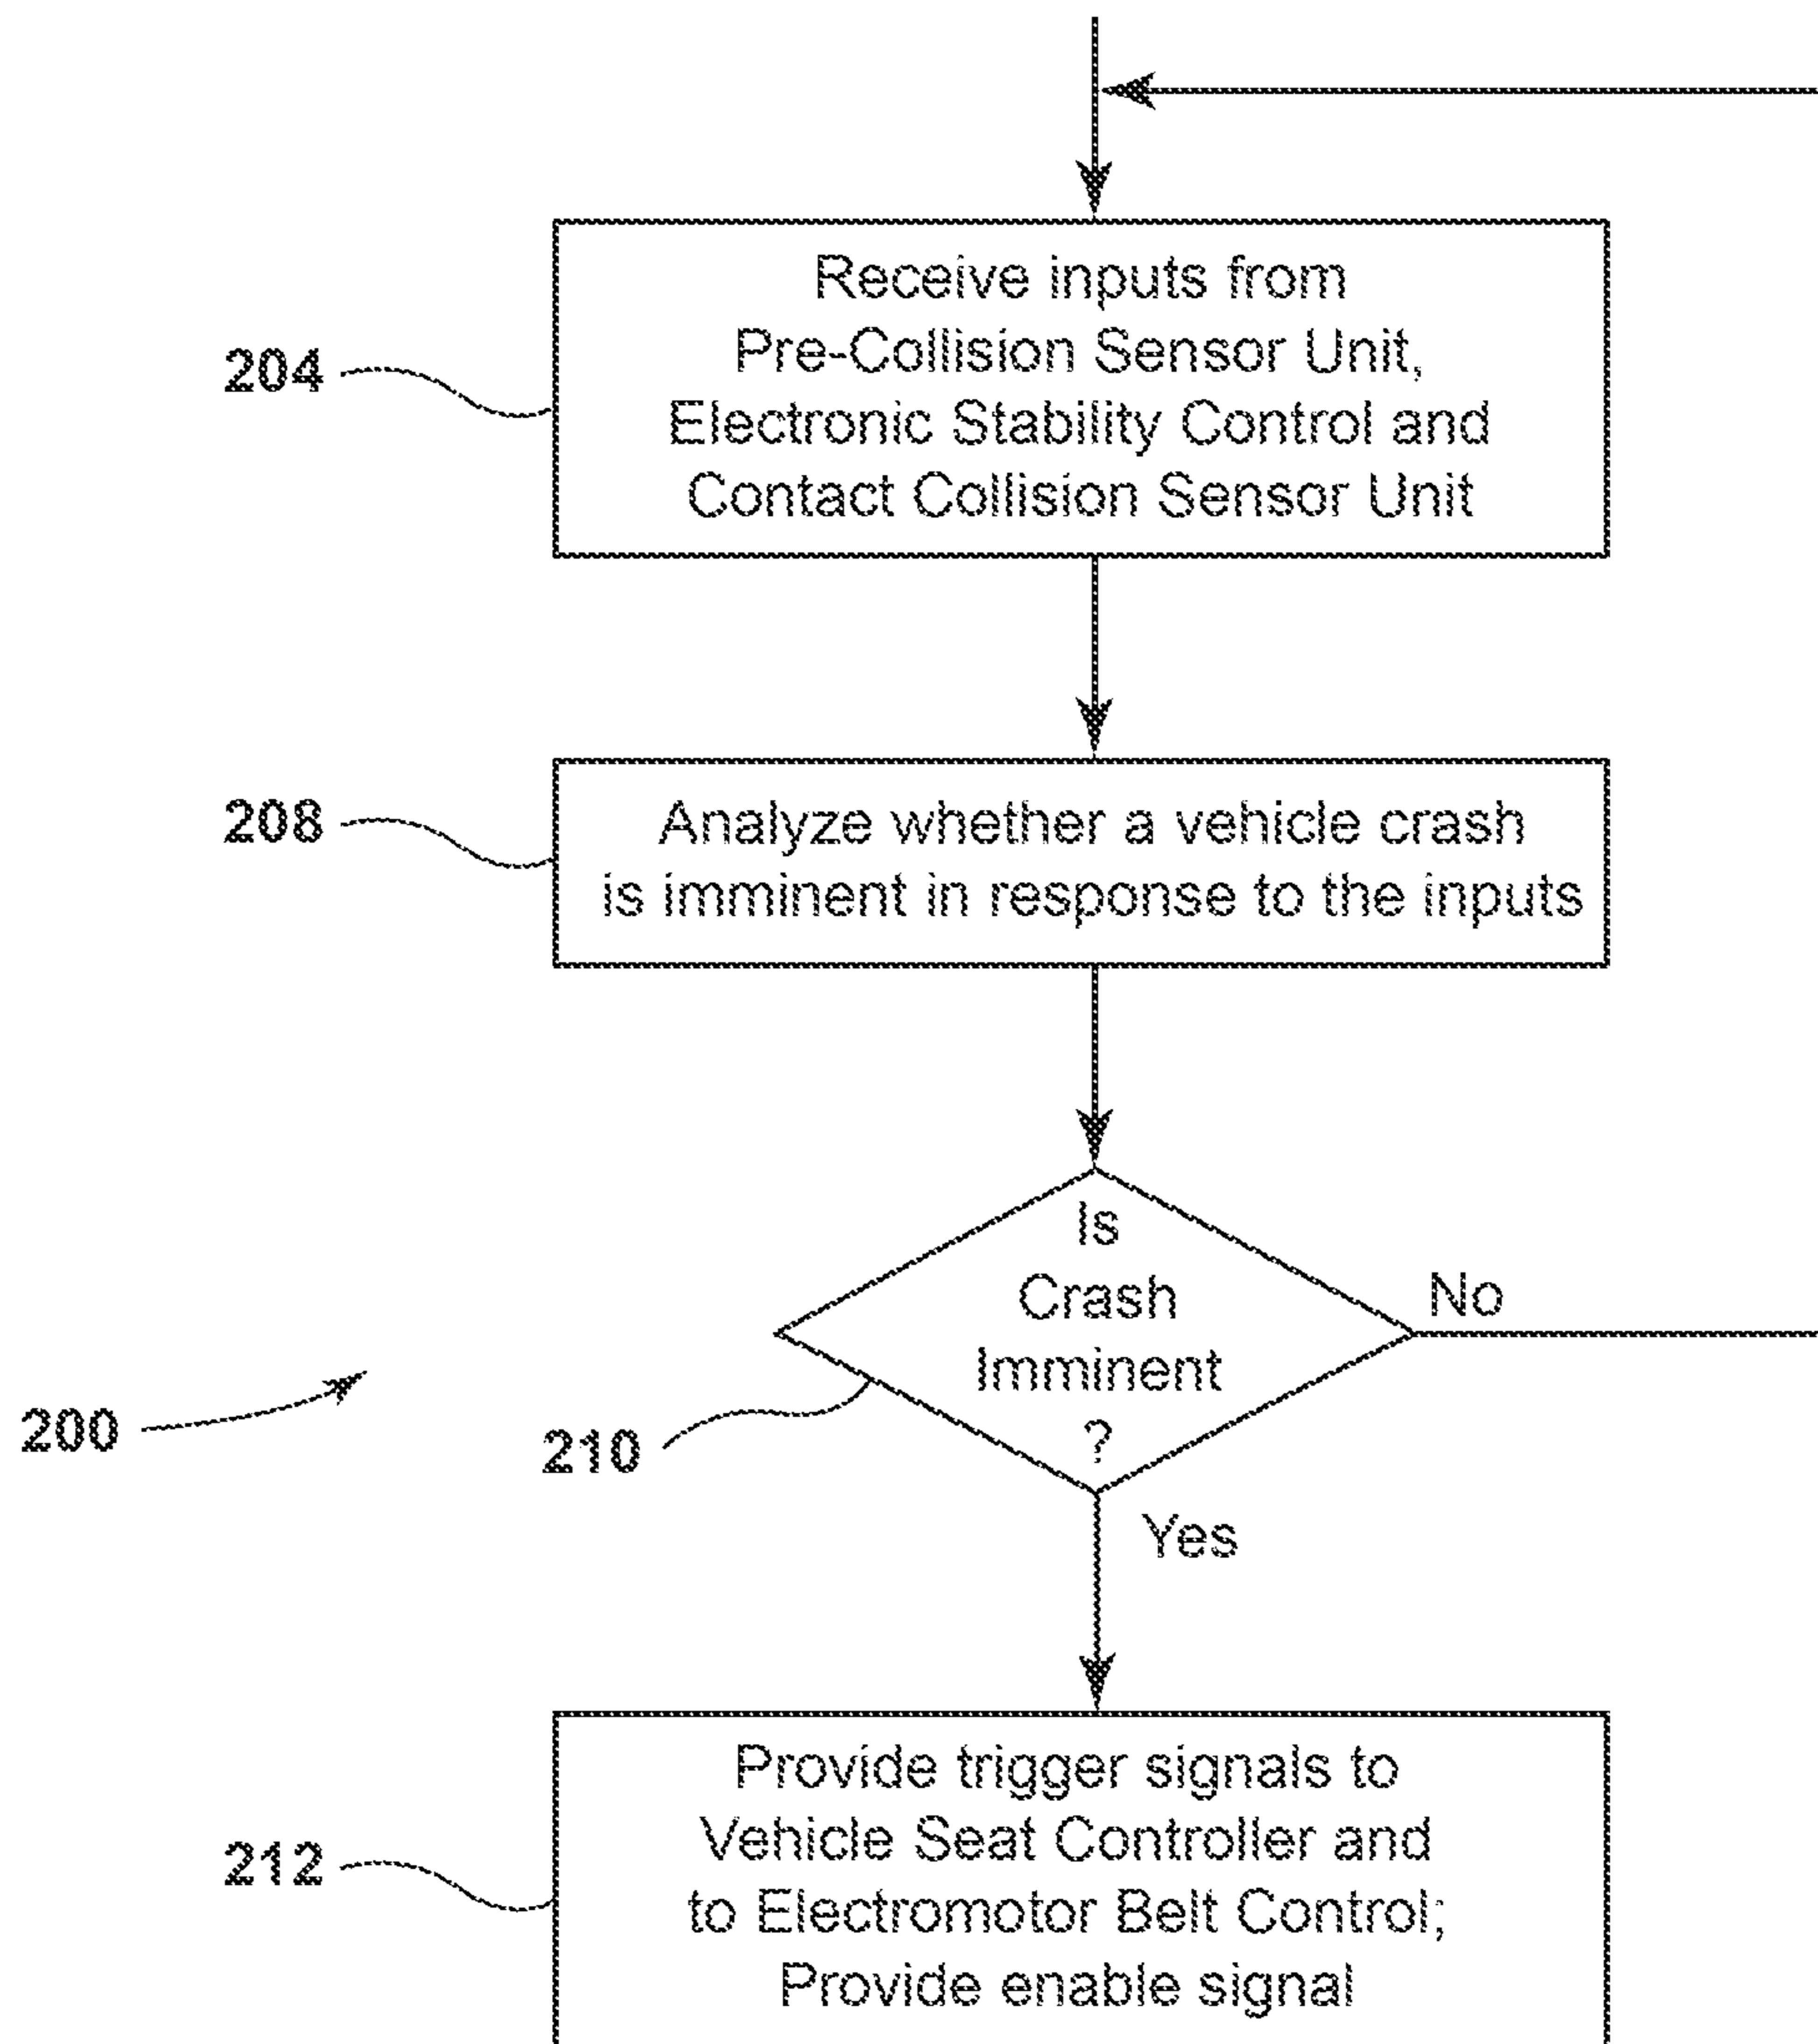 204
Receive inputs from
Pre-Collision Sensor Unit,
Electronic Stability Control and
Contact Collision Sensor Unit
208
Analyze whether a vehicle crash
is imminent in response to the inputs
Is
Crash
Imminent
?
No
200
210
Yes
212
Provide trigger signals to
Vehicle Seat Controller and
to Electromotor Belt Control;
Provide enable signal